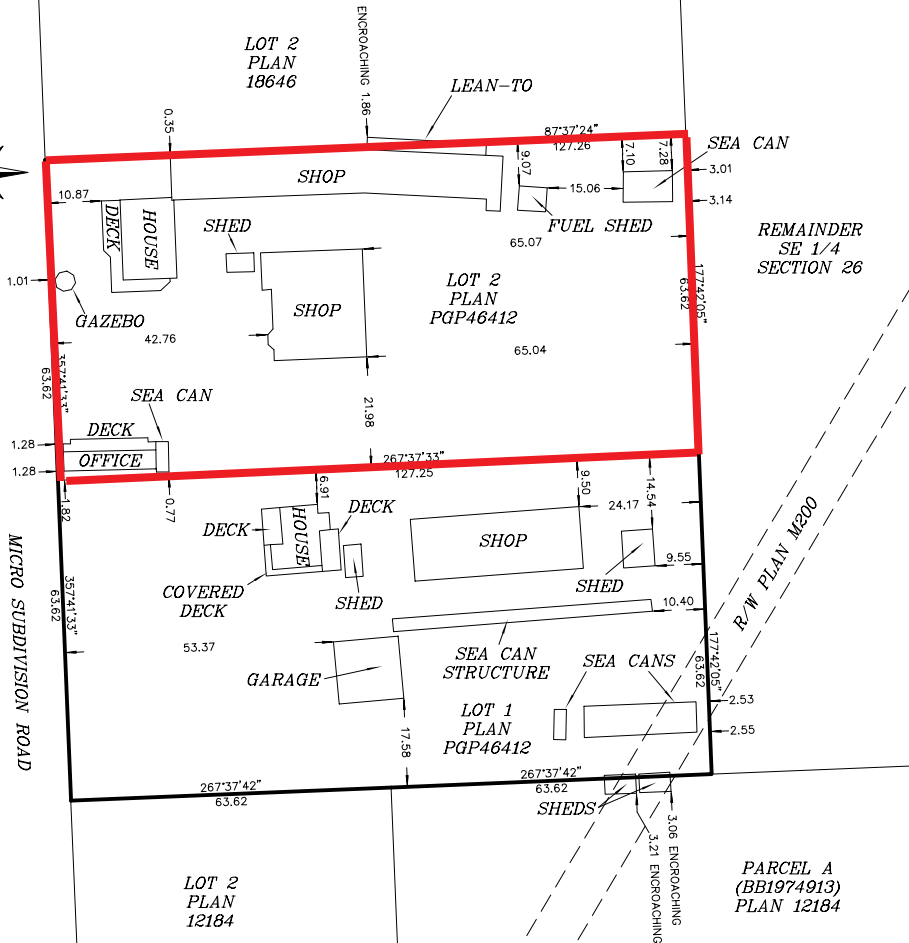 LOT 2
PLAN
18646
ENCROACHING 1.86
LEAN-TO
0.35
87°37'24"
127.26
SEA CAN
9.07
7.10
7.28
3.01
3.14
SHOP
15.06
10.87
DECK
HOUSE
FUEL SHED
SHED
65.07
REMAINDER
SE 1/4
SECTION 26
1.01
GAZEBO
LOT 2
PLAN
PGP46412
SHOP
177°42'05"
63.62
42.76
65.04
357°41'33"
63.62
SEA CAN
21.98
DECK
1.28
OFFICE
1.28
267°37'33"
127.25
1.82
0.77
6.91
9.50
14.54
24.17
DECK
DECK
HOUSE
SHOP
R/W PLAN M200
MICRO SUBDIVISION ROAD
9.55
SHED
COVERED
DECK
SHED
357°41'33"
63.62
10.40
53.37
SEA CAN
STRUCTURE
SEA CANS
177°42'05"
63.62
GARAGE
2.53
LOT 1
PLAN
PGP46412
2.55
17.58
267°37'42"
63.62
267°37'42"
63.62
SHEDS
3.06 ENCROACHING
3.21 ENCROACHING
LOT 2
PLAN
12184
PARCEL A
(BB1974913)
PLAN 12184